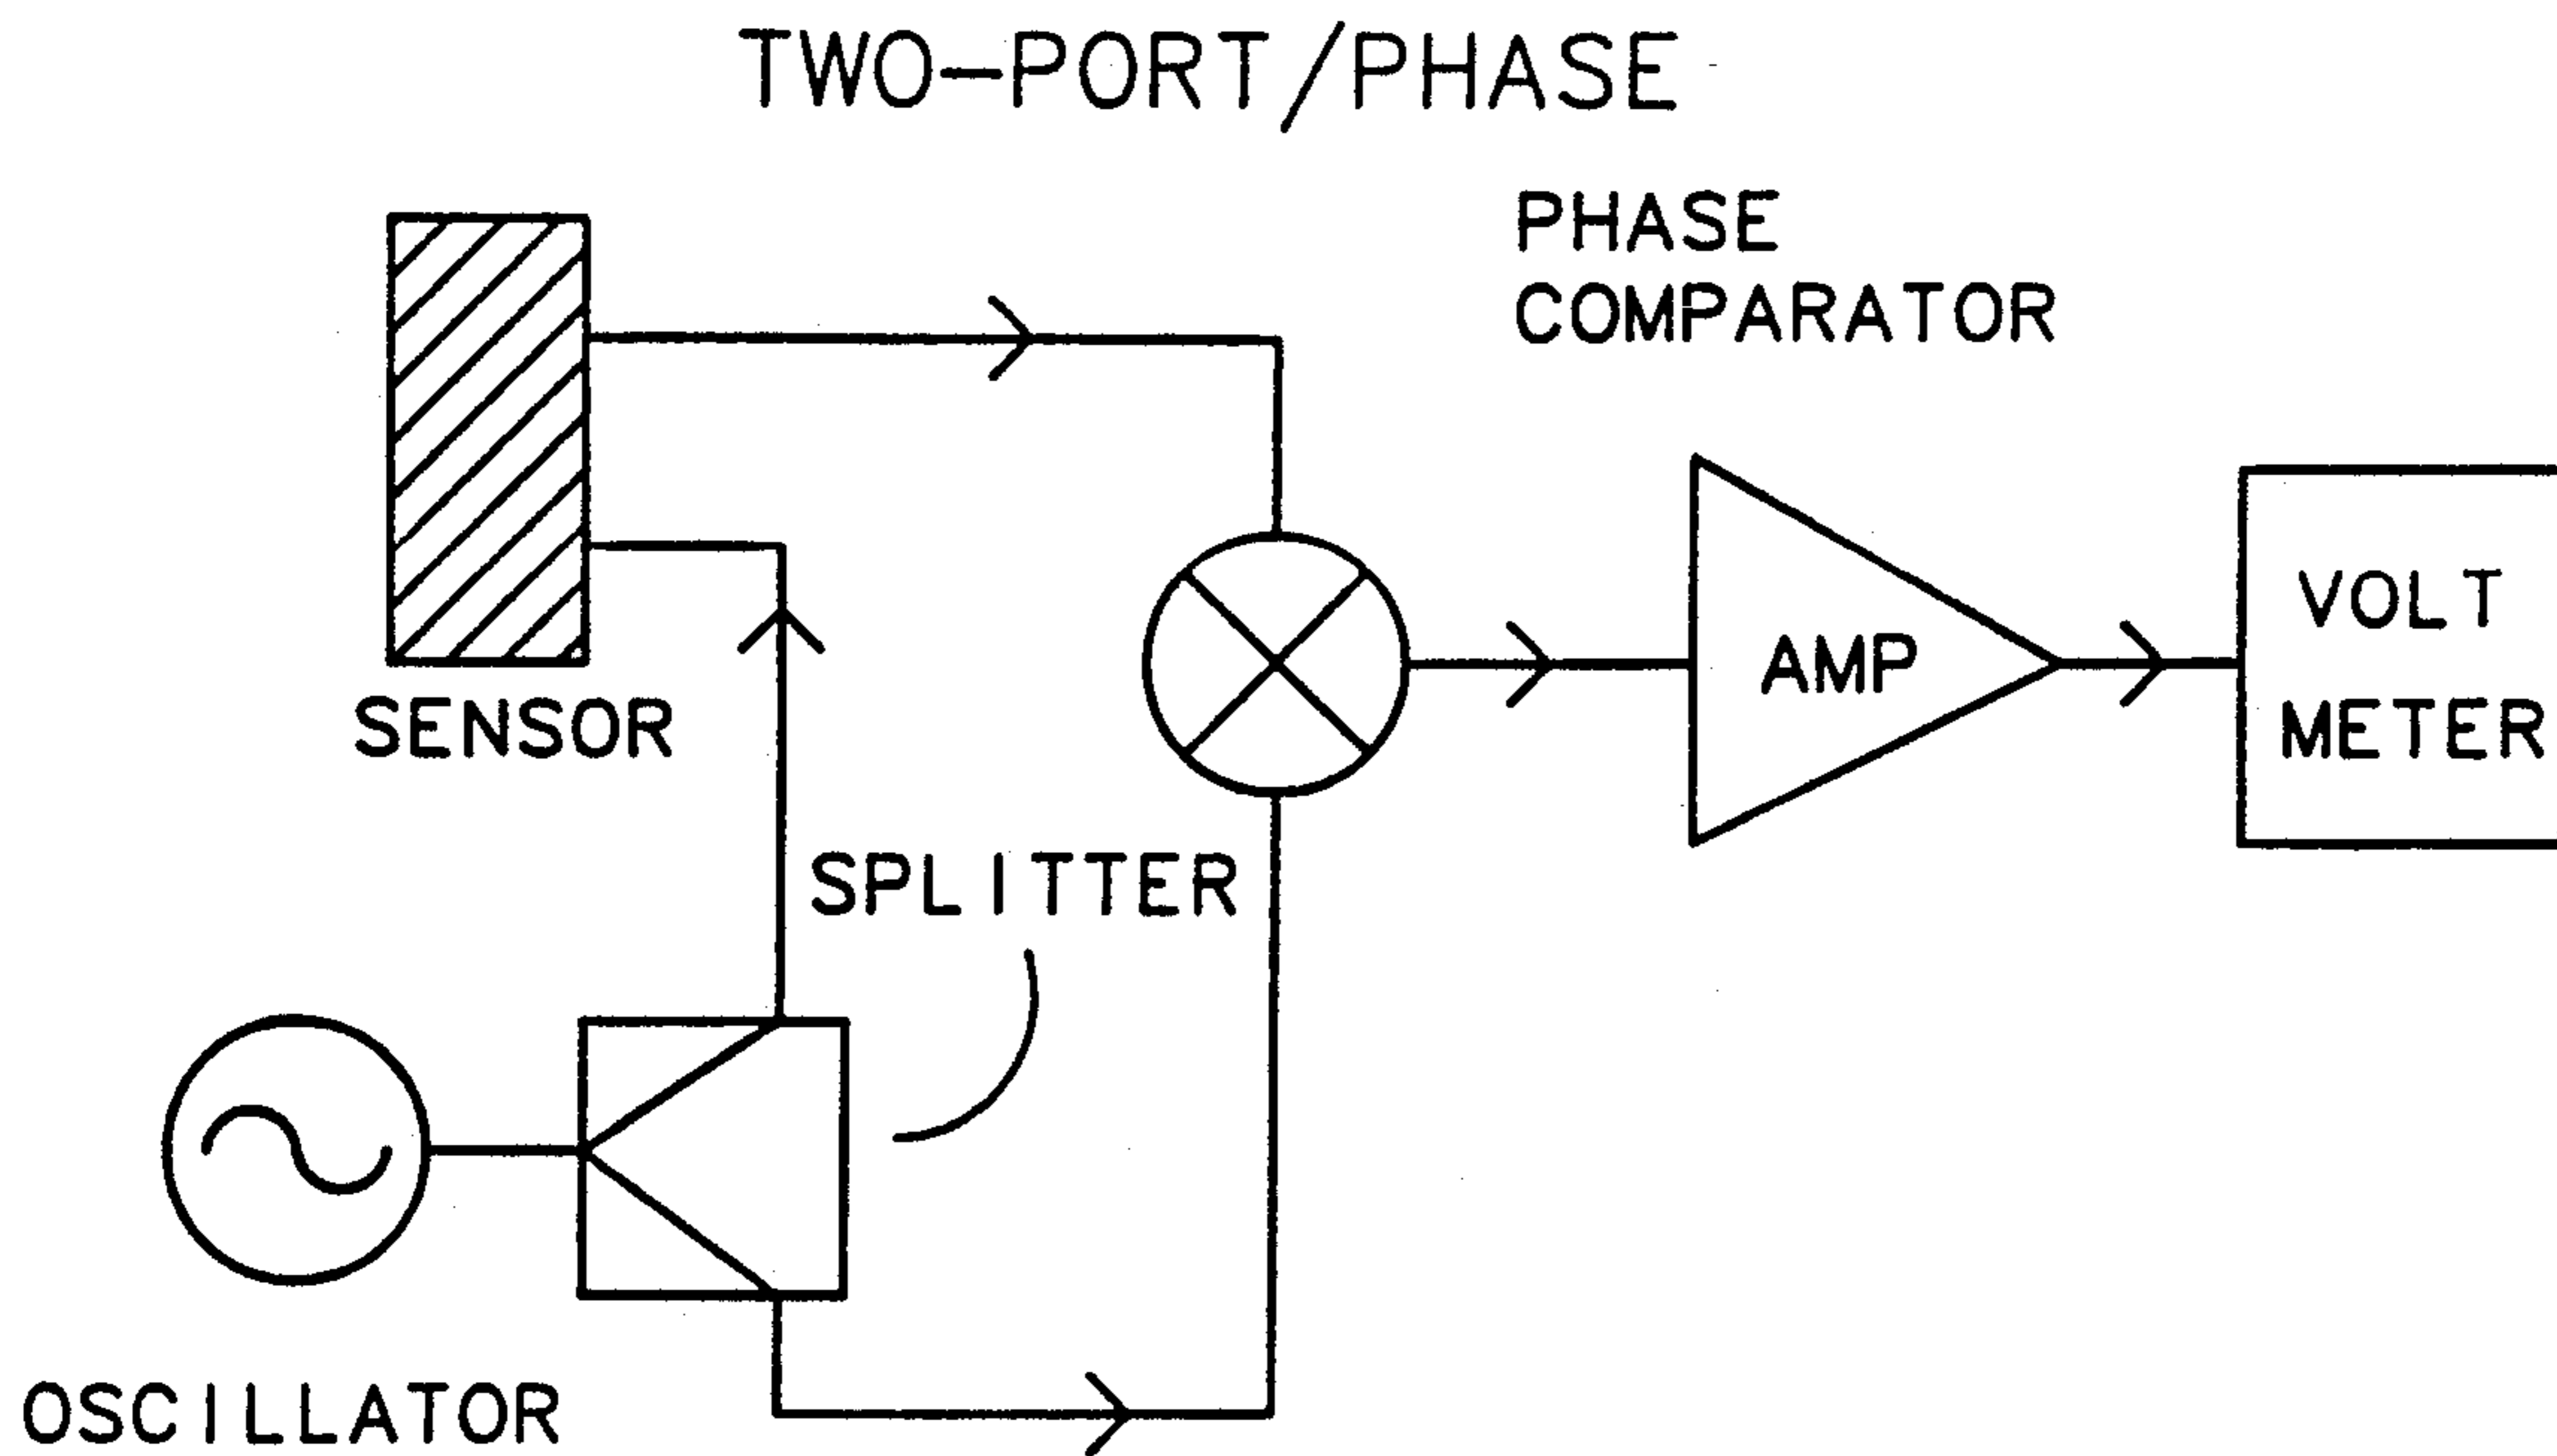 TWO-PORT/PHASE
PHASE
COMPARATOR
SENSOR
AMP
VOLT
METER
SPLITTER
OSCILLATOR